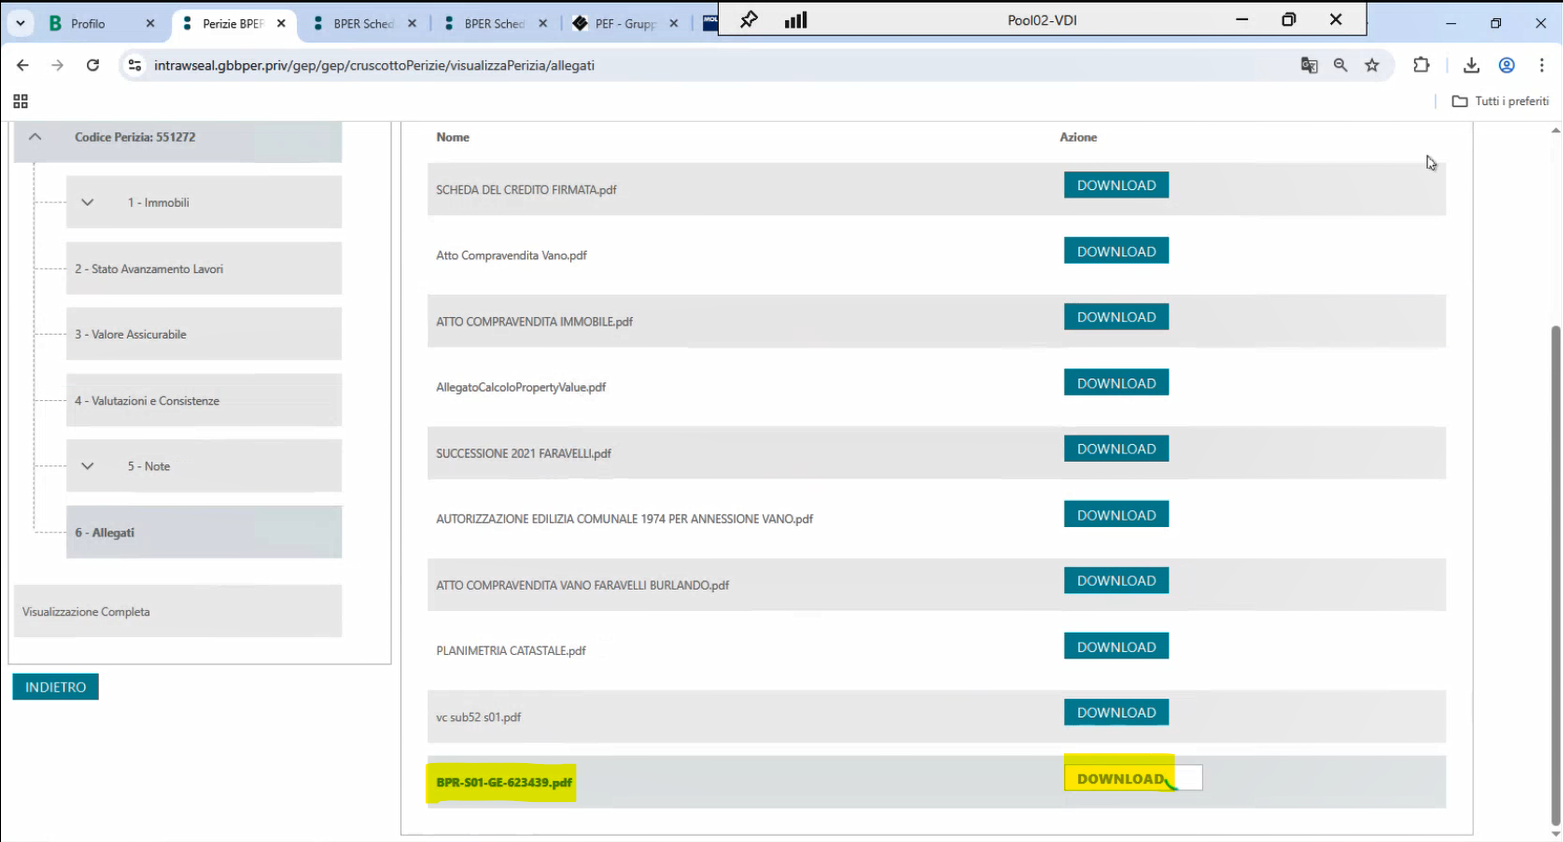 Profilo
Perizie BPER
BPER Sched
BPER Sched
PEF - Grupp
Pool02-VDI
intrawseal.gbbper.priv/gep/gep/cruscottoPerizie/visualizzaPerizia/allegati
Tutti i preferiti
Codice Perizia: 551272
1 - Immobili
2 - Stato Avanzamento Lavori
3 - Valore Assicurabile
4 - Valutazioni e Consistenze
5 - Note
6 - Allegati
Visualizzazione Completa
INDIETRO
Nome Azione
SCHEDA DEL CREDITO FIRMATA.pdf DOWNLOAD
Atto Compravendita Vano.pdf DOWNLOAD
ATTO COMPRAVENDITA IMMOBILE.pdf DOWNLOAD
AllegatoCalcoloPropertyValue.pdf DOWNLOAD
SUCCESSIONE 2021 FARAVELLI.pdf DOWNLOAD
AUTORIZZAZIONE EDILIZIA COMUNALE 1974 PER ANNESSIONE VANO.pdf DOWNLOAD
ATTO COMPRAVENDITA VANO FARAVELLI BURLANDO.pdf DOWNLOAD
PLANIMETRIA CATASTALE.pdf DOWNLOAD
vc sub52 s01.pdf DOWNLOAD
BPR-S01-GE-623439.pdf DOWNLOAD